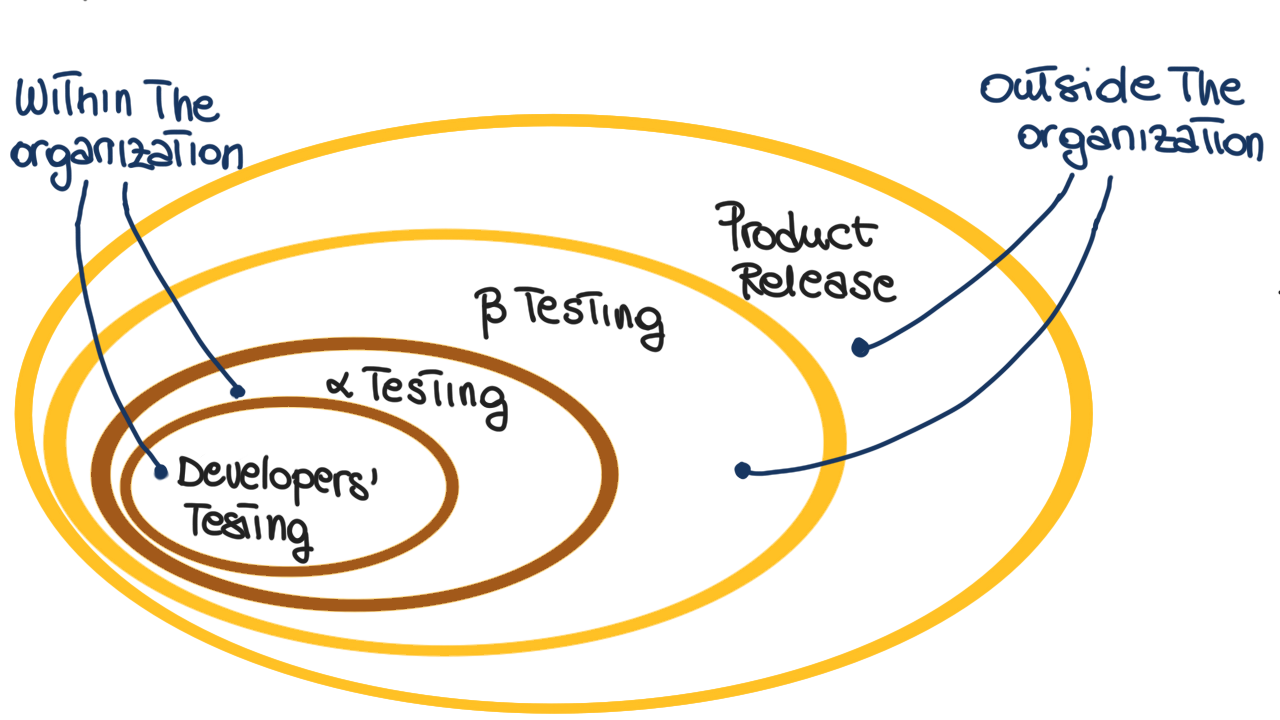 Within The
organization
Outside The
organization
Product
Release
β Testing
α Testing
Developers'
Testing